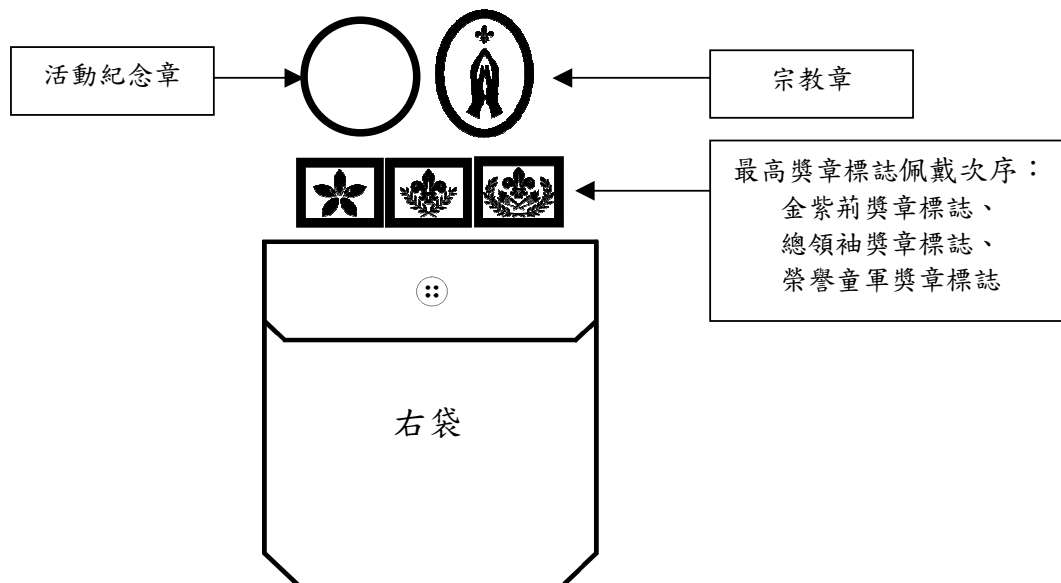 活動紀念章
宗教章
最高獎章標誌佩戴次序：
金紫荊獎章標誌、
總領袖獎章標誌、
榮譽童軍獎章標誌
右袋